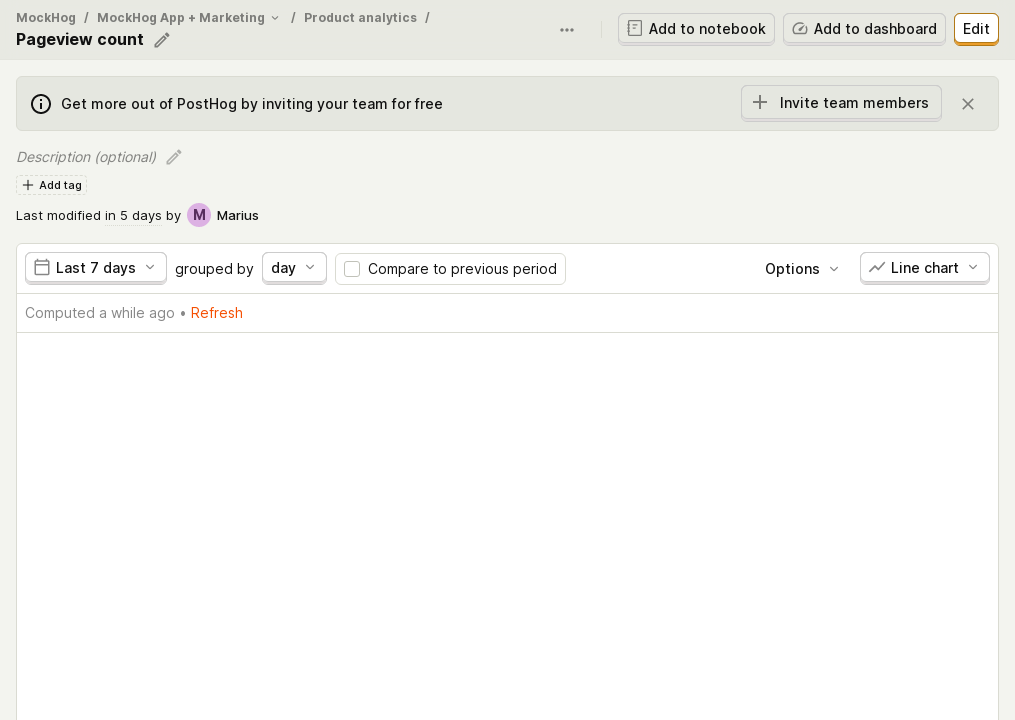 MockHog / MockHog App + Marketing / Product analytics /
Pageview count
Add to notebook
Add to dashboard
Edit
Get more out of PostHog by inviting your team for free
Invite team members
Description (optional)
Add tag
Last modified in 5 days by M Marius
Last 7 days grouped by day Compare to previous period Options Line chart
Computed a while ago • Refresh